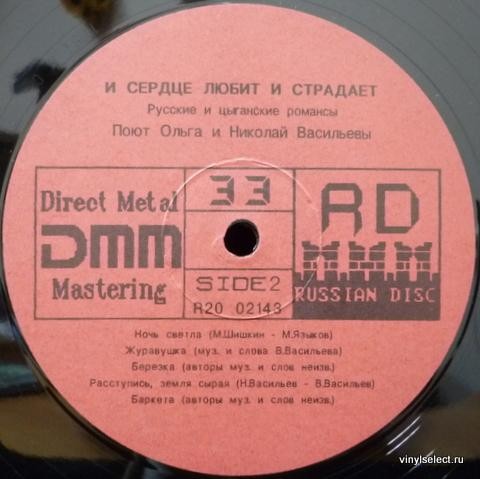 И СЕРДЦЕ ЛЮБИТ И СТРАДАЕТ
Русские и цыганские романсы
Поют Ольга и Николай Васильевы
Direct Metal
DMM
Mastering
33
SIDE2
R20 02143
RD
RUSSIAN DISC
Ночь светла (М.Шишкин - М.Языков)
Журавушка (муз. и слова В.Васильева)
Березка (авторы муз. и слов неизв.)
Расступись, земля сырая (Н.Васильев - В.Васильев)
Баркета (авторы муз. и слов неизв.)
vinylselect.ru